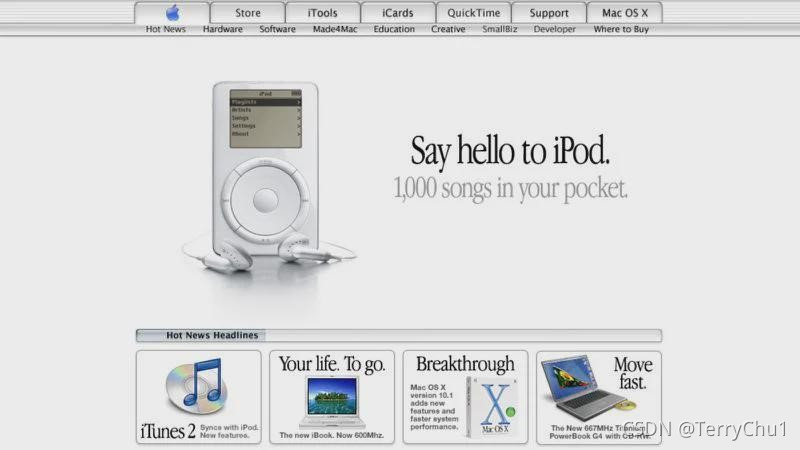 Store iTools iCards QuickTime Support Mac OS X
Hot News Hardware Software Made4Mac Education Creative SmallBiz Developer Where to Buy
iPod
Playlists >
Artists >
Songs >
Settings >
About >
Say hello to iPod.
1,000 songs in your pocket.
Hot News Headlines
iTunes 2
Syncs with iPod.
New features.
Your life. To go.
The new iBook. Now 600Mhz.
Breakthrough
Mac OS X
version 10.1
adds new
features and
faster system
performance.
X
Mac OS X
Move
fast.
The New 667MHz Titanium
PowerBook G4 with CD-RW.
CSDN @TerryChu1